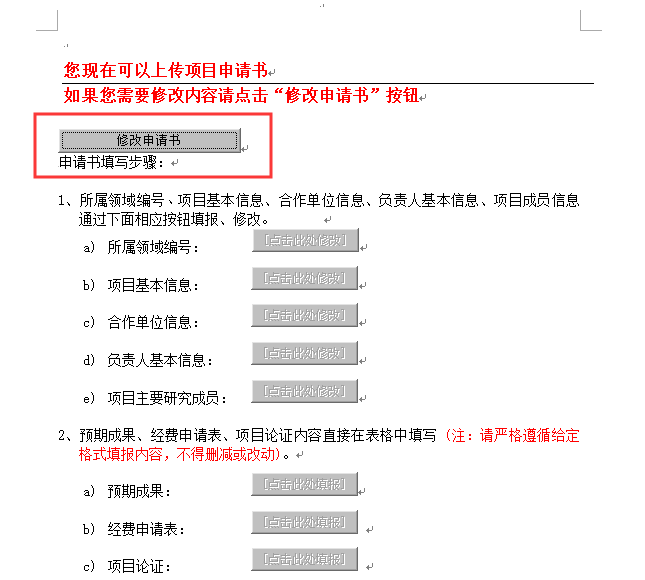 您现在可以上传项目申请书
如果您需要修改内容请点击“修改申请书”按钮
修改申请书
申请书填写步骤：
1、所属领域编号、项目基本信息、合作单位信息、负责人基本信息、项目成员信息
通过下面相应按钮填报、修改。
a) 所属领域编号： [点击此处修改]
b) 项目基本信息： [点击此处修改]
c) 合作单位信息： [点击此处修改]
d) 负责人基本信息： [点击此处修改]
e) 项目主要研究成员： [点击此处修改]
2、预期成果、经费申请表、项目论证内容直接在表格中填写（注：请严格遵循给定
格式填报内容，不得删减或改动）。
a) 预期成果： [点击此处填报]
b) 经费申请表： [点击此处填报]
c) 项目论证： [点击此处填报]